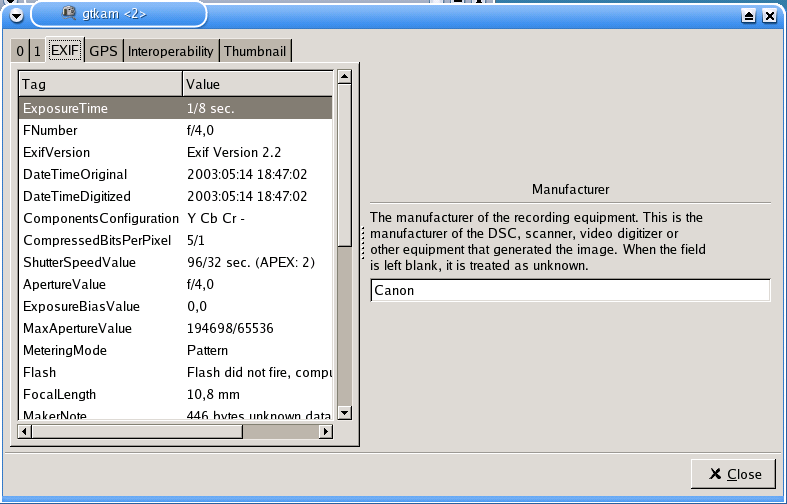 gtkam <2>
0 1 EXIF GPS Interoperability Thumbnail
Tag Value
ExposureTime 1/8 sec.
FNumber f/4,0
ExifVersion Exif Version 2.2
DateTimeOriginal 2003:05:14 18:47:02
DateTimeDigitized 2003:05:14 18:47:02
ComponentsConfiguration Y Cb Cr -
CompressedBitsPerPixel 5/1
ShutterSpeedValue 96/32 sec. (APEX: 2)
ApertureValue f/4,0
ExposureBiasValue 0,0
MaxApertureValue 194698/65536
MeteringMode Pattern
Flash Flash did not fire, compu
FocalLength 10,8 mm
MakerNote 446 bytes unknown data
Manufacturer
The manufacturer of the recording equipment. This is the
manufacturer of the DSC, scanner, video digitizer or
other equipment that generated the image. When the field
is left blank, it is treated as unknown.
Canon
Close